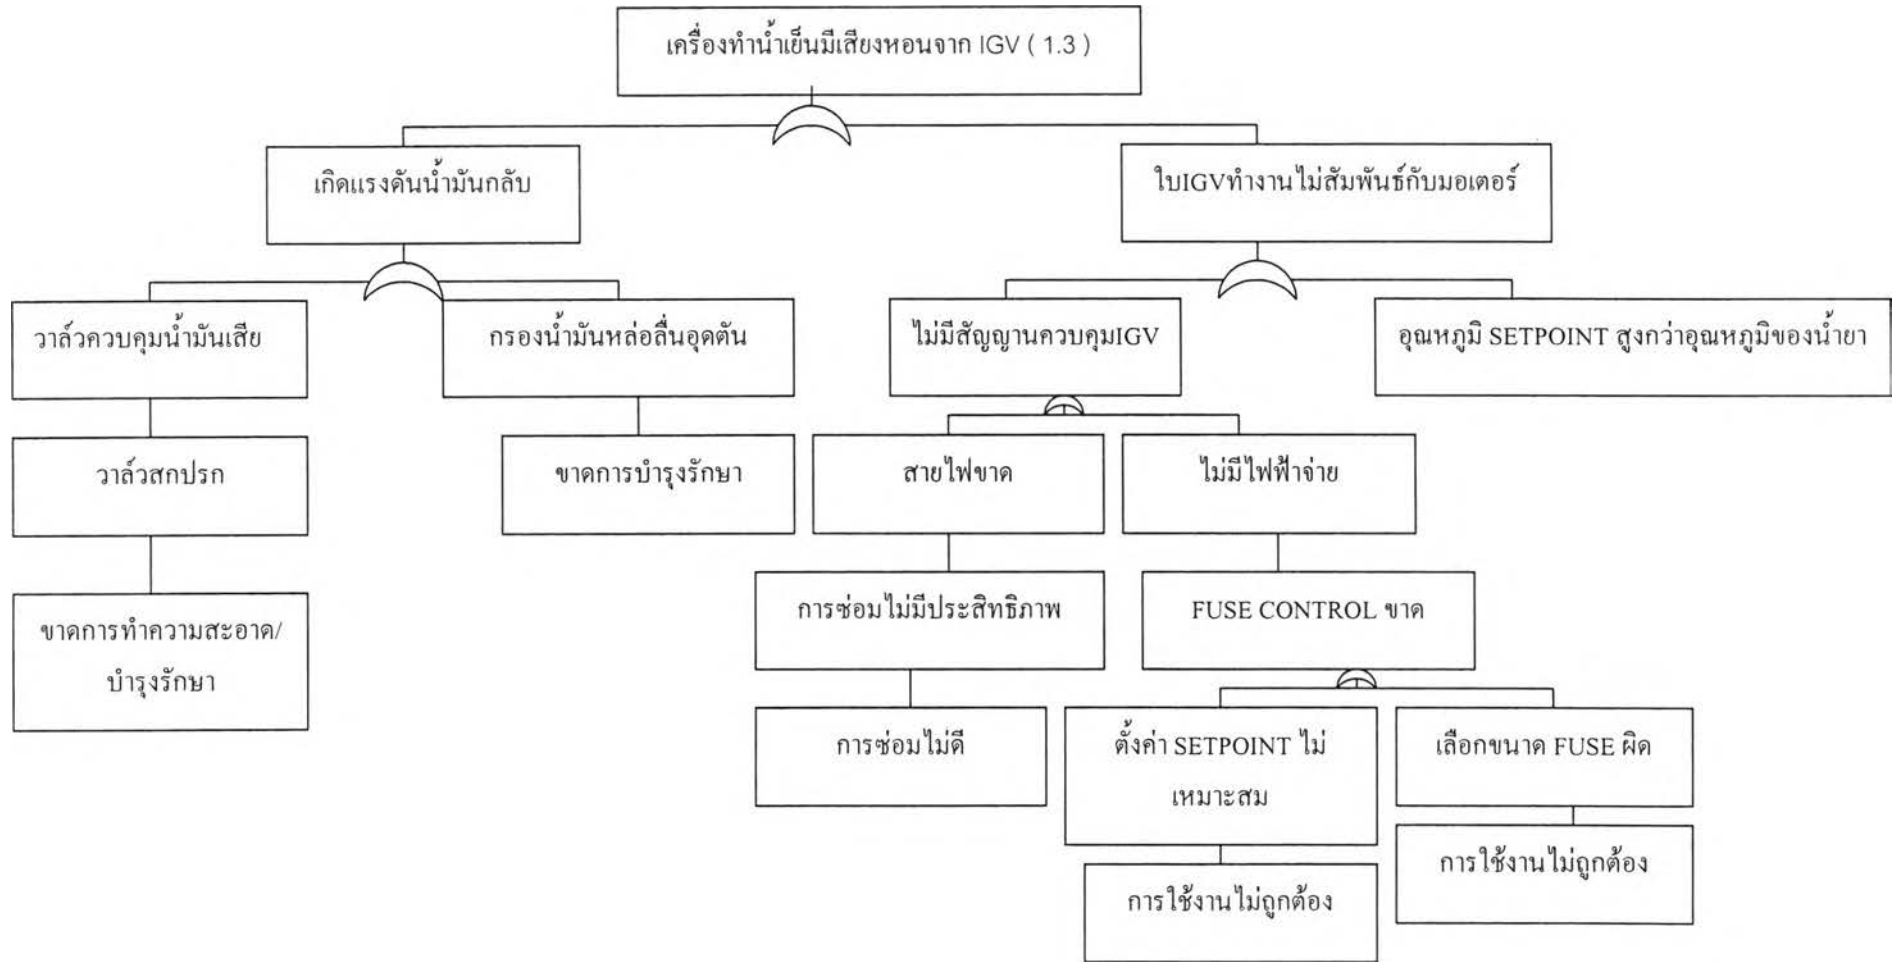 เครื่องทำน้ำเย็นมีเสียงหอนจาก IGV ( 1.3 )
เกิดแรงดันน้ำมันกลับ
ใบIGVทำงานไม่สัมพันธ์กับมอเตอร์
วาล์วควบคุมน้ำมันเสีย
กรองน้ำมันหล่อลื่นอุดตัน
ไม่มีสัญญานควบคุมIGV
อุณหภูมิ SETPOINT สูงกว่าอุณหภูมิของน้ำยา
วาล์วสกปรก
ขาดการบำรุงรักษา
สายไฟขาด
ไม่มีไฟฟ้าจ่าย
ขาดการทำความสะอาด/
บำรุงรักษา
การซ่อมไม่มีประสิทธิภาพ
FUSE CONTROL ขาด
การซ่อมไม่ดี
ตั้งค่า SETPOINT ไม่
เหมาะสม
เลือกขนาด FUSE ผิด
การใช้งานไม่ถูกต้อง
การใช้งานไม่ถูกต้อง